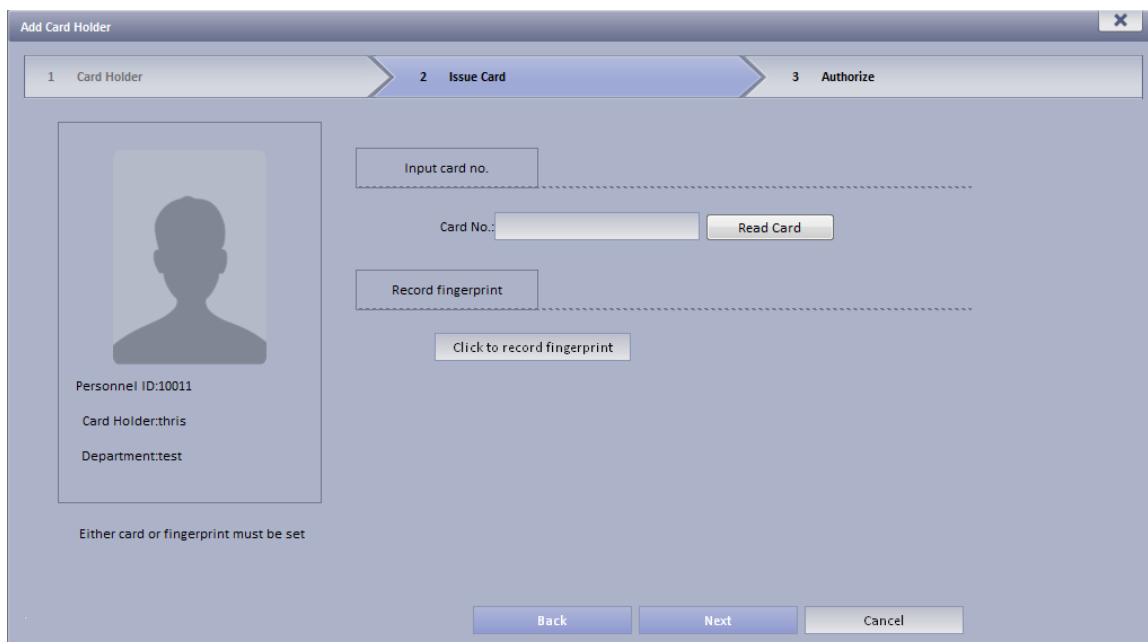 Add Card Holder
1 Card Holder 2 Issue Card 3 Authorize
Input card no.
Card No.: Read Card
Record fingerprint
Click to record fingerprint
Personnel ID:10011
Card Holder:thris
Department:test
Either card or fingerprint must be set
Back Next Cancel